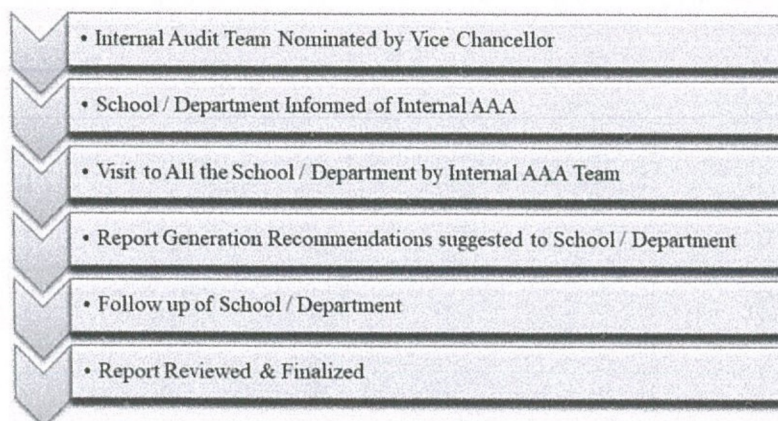 • Internal Audit Team Nominated by Vice Chancellor
• School / Department Informed of Internal AAA
• Visit to All the School / Department by Internal AAA Team
• Report Generation Recommendations suggested to School / Department
• Follow up of School / Department
• Report Reviewed & Finalized